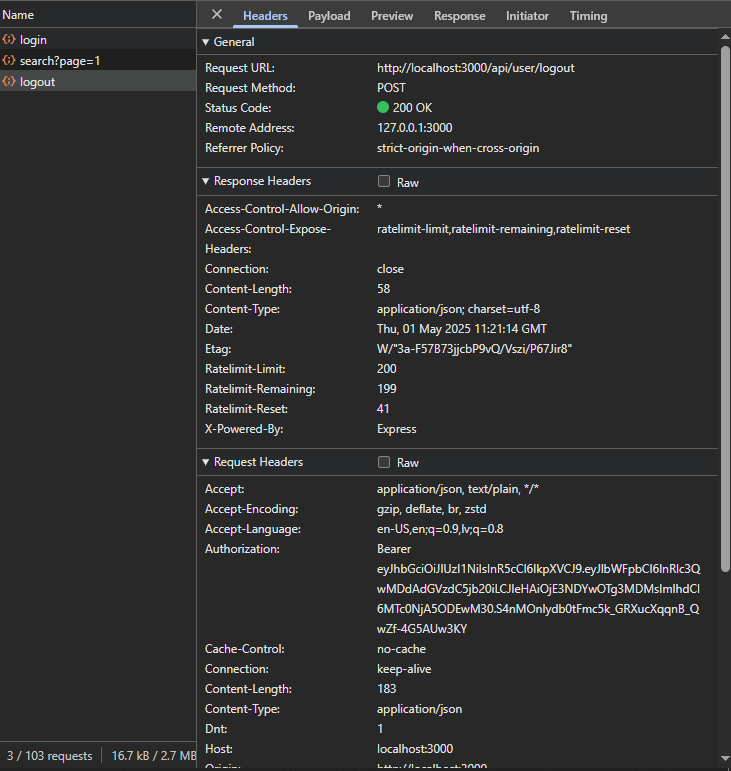 Name
login
search?page=1
logout
3 / 103 requests
16.7 kB / 2.7 MB
Headers
Payload
Preview
Response
Initiator
Timing
General
Request URL: http://localhost:3000/api/user/logout
Request Method: POST
Status Code: 200 OK
Remote Address: 127.0.0.1:3000
Referrer Policy: strict-origin-when-cross-origin
Response Headers Raw
Access-Control-Allow-Origin: *
Access-Control-Expose- ratelimit-limit,ratelimit-remaining,ratelimit-reset
Headers:
Connection: close
Content-Length: 58
Content-Type: application/json; charset=utf-8
Date: Thu, 01 May 2025 11:21:14 GMT
Etag: W/"3a-F57B73jjcbP9vQ/Vszi/P67Jir8"
Ratelimit-Limit: 200
Ratelimit-Remaining: 199
Ratelimit-Reset: 41
X-Powered-By: Express
Request Headers Raw
Accept: application/json, text/plain, */*
Accept-Encoding: gzip, deflate, br, zstd
Accept-Language: en-US,en;q=0.9,lv;q=0.8
Authorization: Bearer
Cache-Control: no-cache
Connection: keep-alive
Content-Length: 183
Content-Type: application/json
Dnt: 1
Host: localhost:3000
Origin: http://localhost:3000